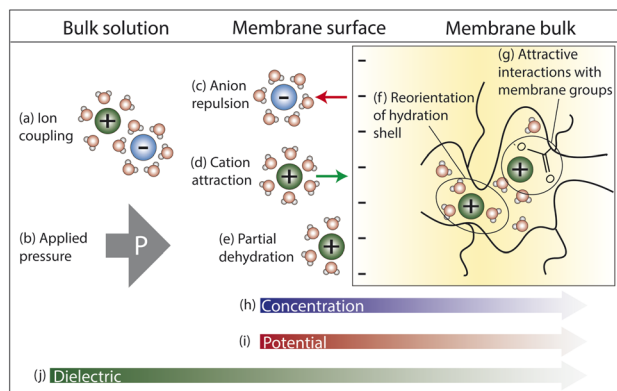 Bulk solution
Membrane surface
Membrane bulk
(a) Ion
coupling
(b) Applied
pressure
P
(c) Anion
repulsion
(d) Cation
attraction
(e) Partial
dehydration
(f) Reorientation
of hydration
shell
(g) Attractive
interactions with
membrane groups
(h) Concentration
(i) Potential
(j) Dielectric